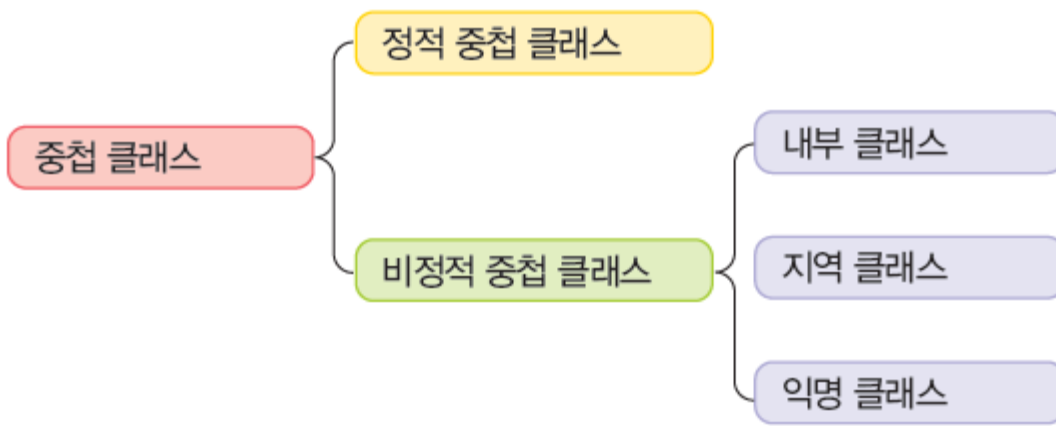 정적 중첩 클래스
중첩 클래스
내부 클래스
비정적 중첩 클래스
지역 클래스
익명 클래스